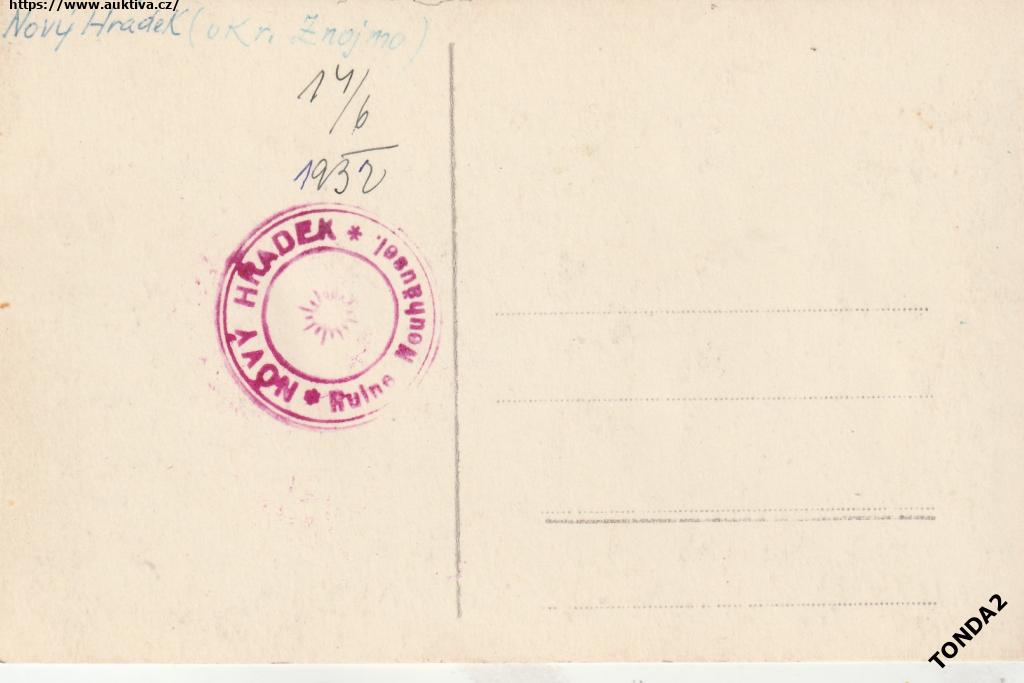 https://www.auktiva.cz/
Nový Hradek (okr. Znojmo)
14/6
1932
NOVÝ HRADEK * Ruine Neuhäusel. *
TONDA2